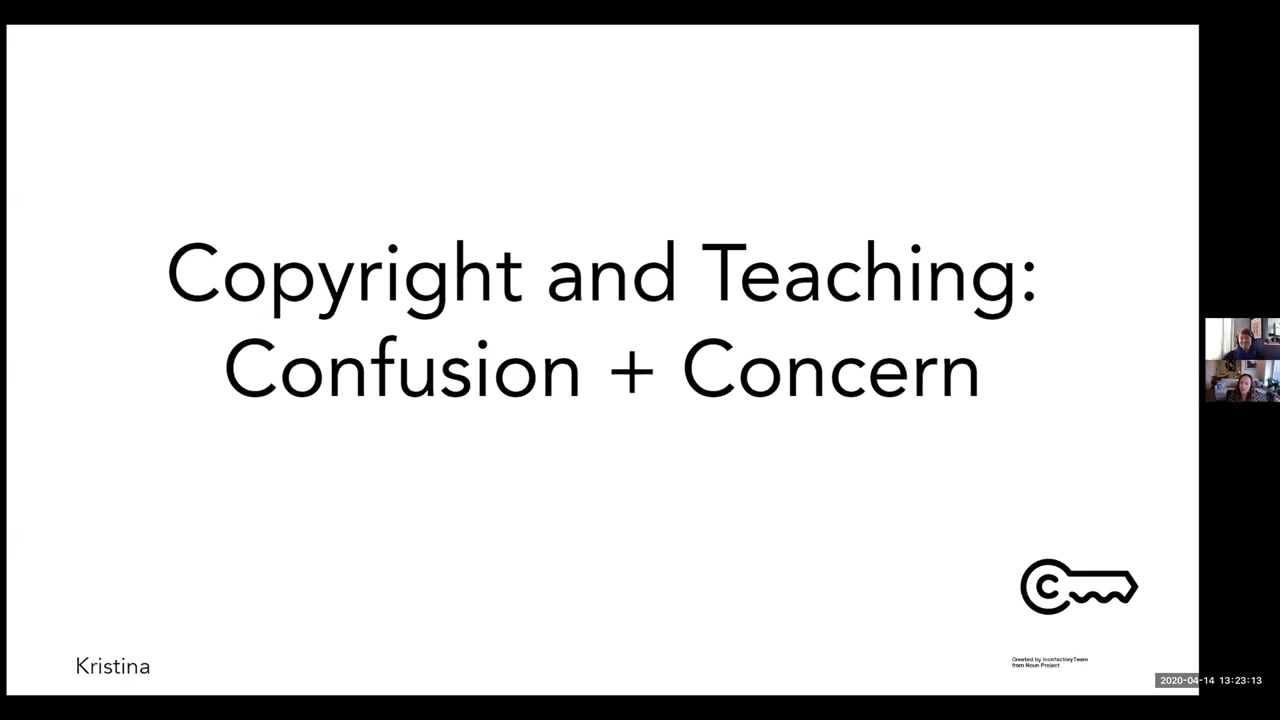 Copyright and Teaching:
Confusion + Concern
C
Kristina
Created by IconfactoryTeam
from Noun Project
2020-04-14 13:23:13